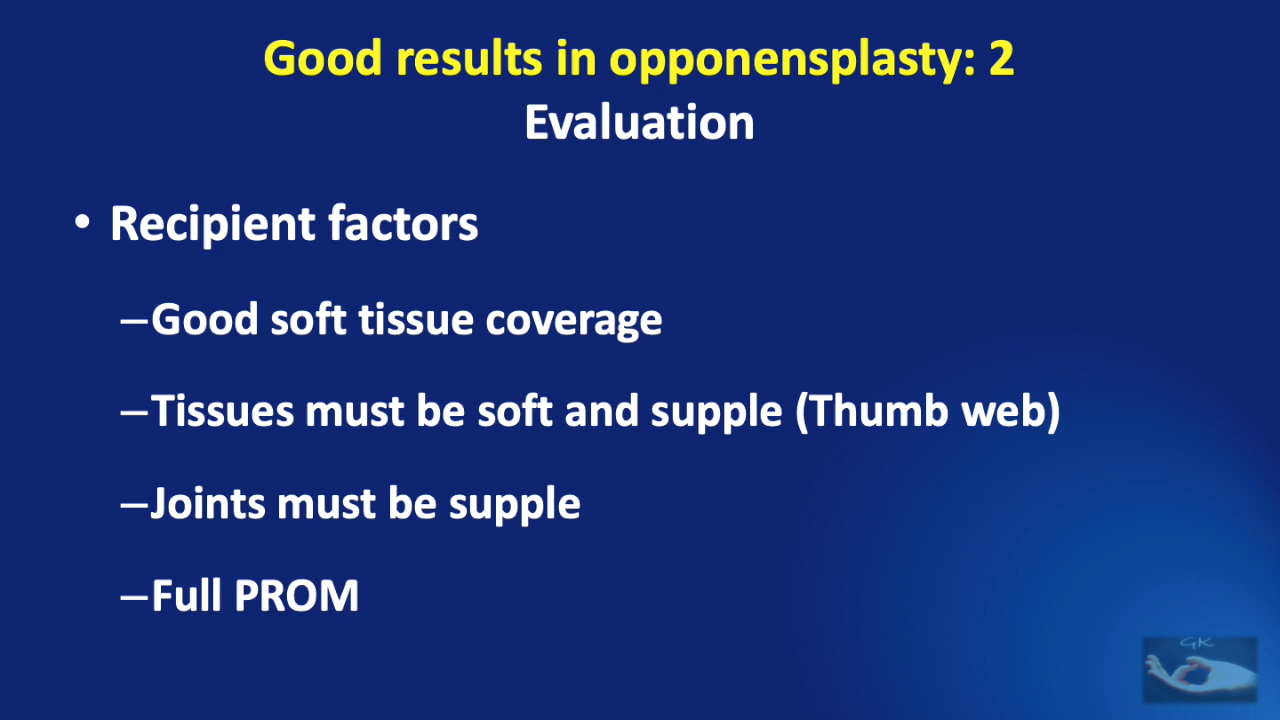 Good results in opponensplasty: 2
Evaluation
• Recipient factors
–Good soft tissue coverage
–Tissues must be soft and supple (Thumb web)
–Joints must be supple
–Full PROM
GK